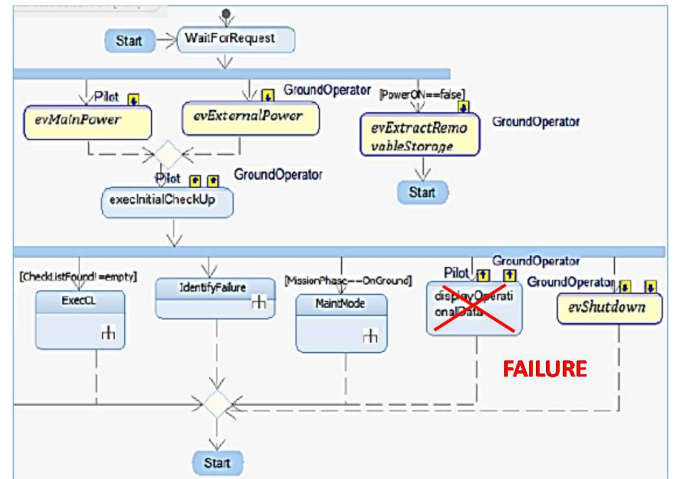 Start
WaitForRequest
Pilot
GroundOperator
[PowerON==false]
evMainPower
evExternalPower
evExtractRemo
vableStorage
GroundOperator
Pilot
GroundOperator
Start
execInitialCheckUp
[CheckListFound!=empty]
ExecCL
IdentifyFailure
[MissionPhase==OnGround]
MaintMode
GroundOperator
Pilot
displayOperati
onalData
GroundOperator
evShutdown
FAILURE
Start